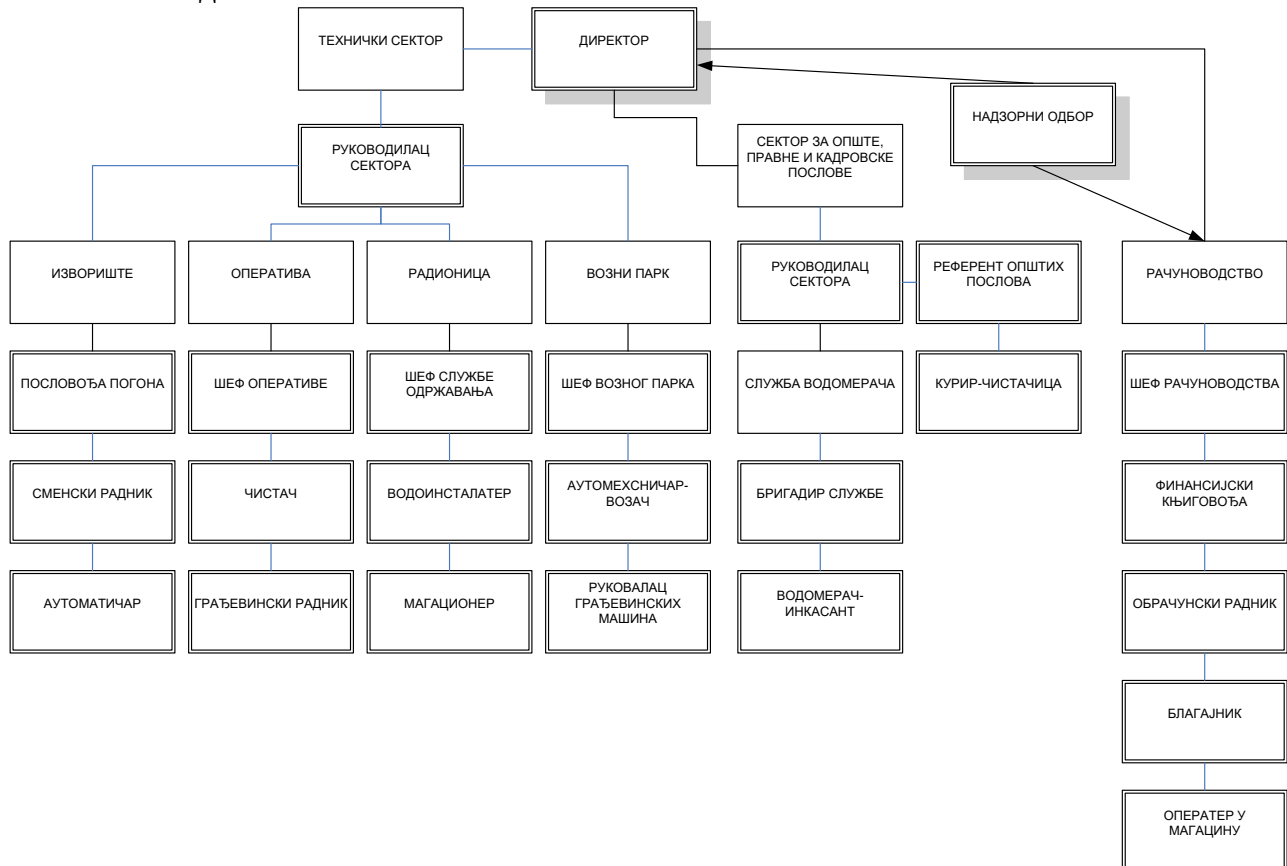 ТЕХНИЧКИ СЕКТОР
ДИРЕКТОР
НАДЗОРНИ ОДБОР
РУКОВОДИЛАЦ
СЕКТОРА
СЕКТОР ЗА ОПШТЕ,
ПРАВНЕ И КАДРОВСКЕ
ПОСЛОВЕ
ИЗВОРИШТЕ
ОПЕРАТИВА
РАДИОНИЦА
ВОЗНИ ПАРК
РУКОВОДИЛАЦ
СЕКТОРА
РЕФЕРЕНТ ОПШТИХ
ПОСЛОВА
РАЧУНОВОДСТВО
ПОСЛОВОЂА ПОГОНА
ШЕФ ОПЕРАТИВЕ
ШЕФ СЛУЖБЕ
ОДРЖАВАЊА
ШЕФ ВОЗНОГ ПАРКА
СЛУЖБА ВОДОМЕРАЧА
КУРИР-ЧИСТАЧИЦА
ШЕФ РАЧУНОВОДСТВА
СМЕНСКИ РАДНИК
ЧИСТАЧ
ВОДОИНСТАЛАТЕР
АУТОМЕХСНИЧАР-
ВОЗАЧ
БРИГАДИР СЛУЖБЕ
ФИНАНСИЈСКИ
КЊИГОВОЂА
АУТОМАТИЧАР
ГРАЂЕВИНСКИ РАДНИК
МАГАЦИОНЕР
РУКОВАЛАЦ
ГРАЂЕВИНСКИХ
МАШИНА
ВОДОМЕРАЧ-
ИНКАСАНТ
ОБРАЧУНСКИ РАДНИК
БЛАГАЈНИК
ОПЕРАТЕР У
МАГАЦИНУ